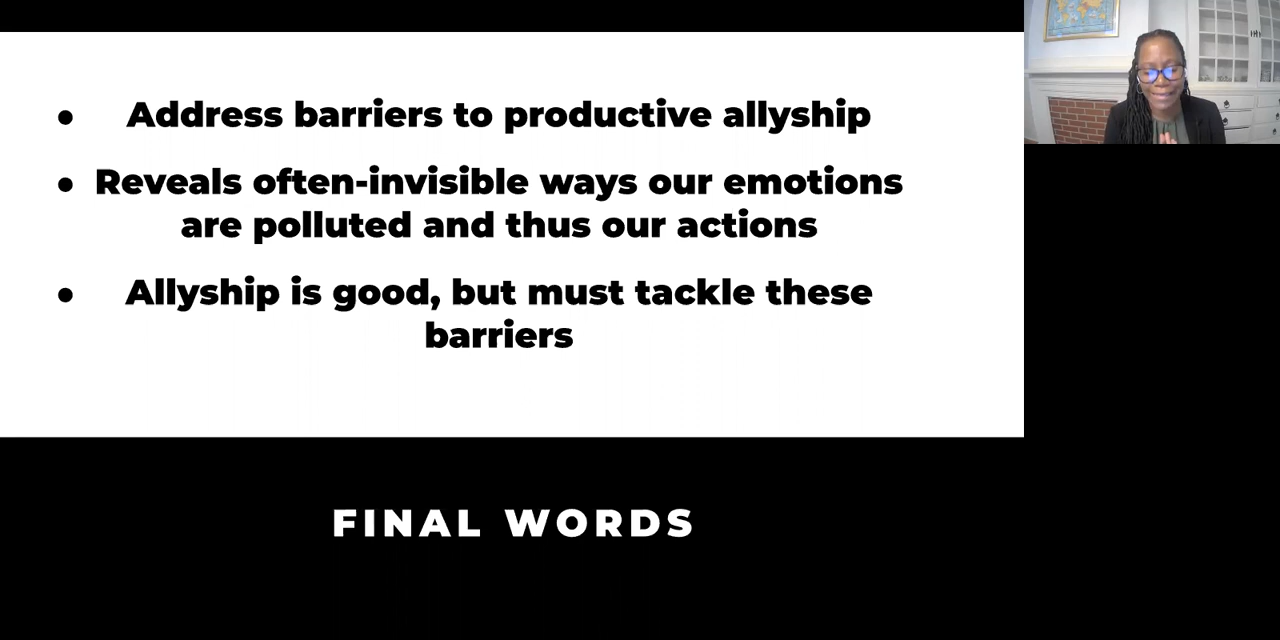 ● Address barriers to productive allyship
● Reveals often-invisible ways our emotions
are polluted and thus our actions
● Allyship is good, but must tackle these
barriers
FINAL WORDS